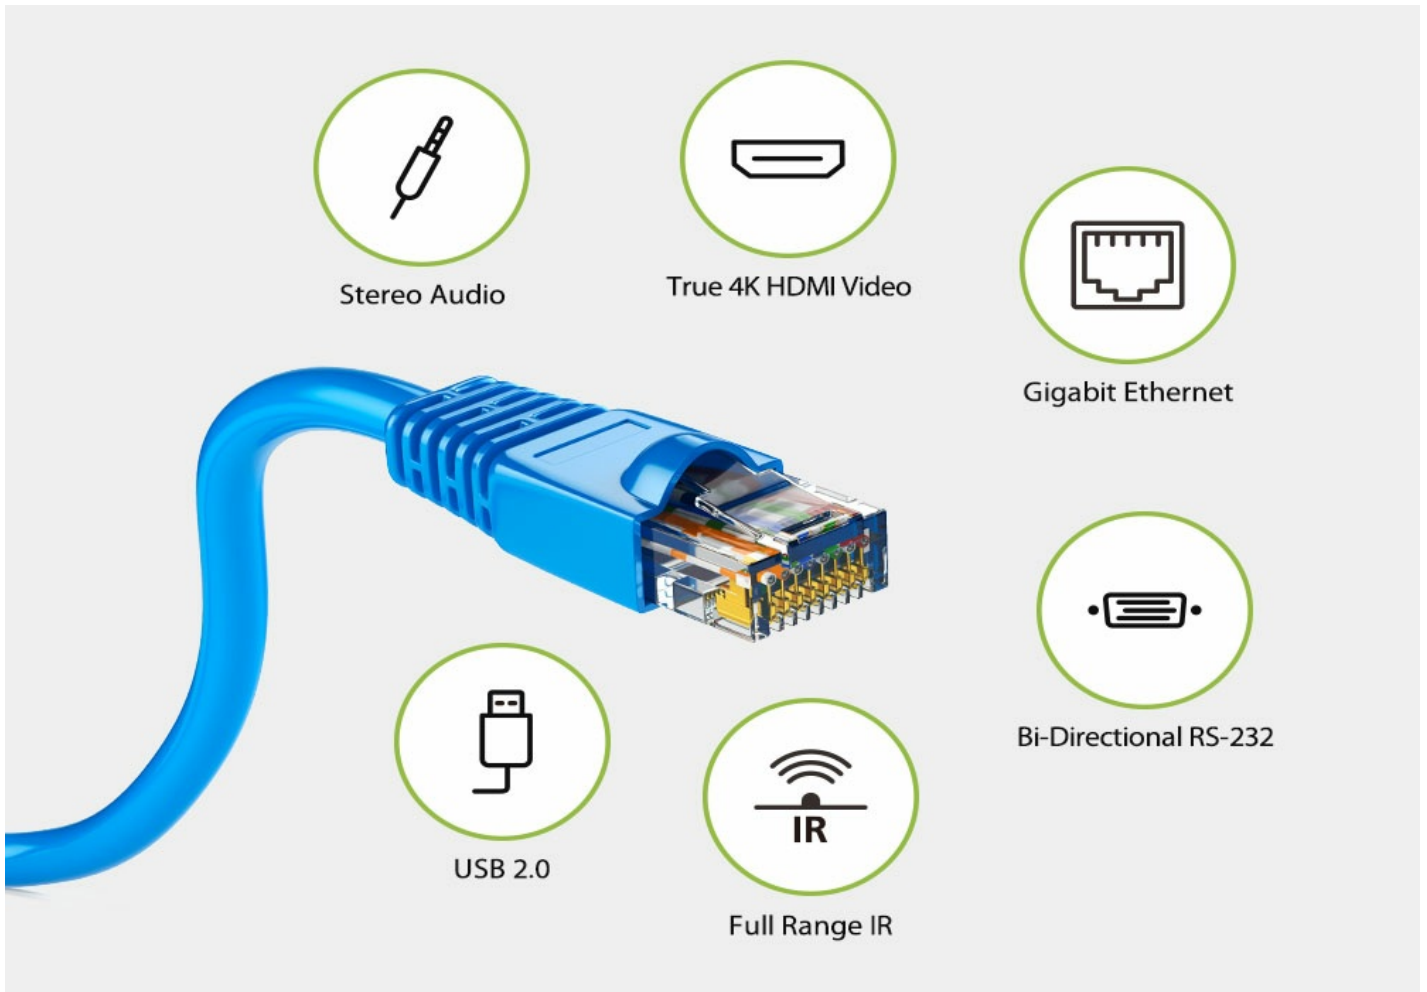 Stereo Audio
True 4K HDMI Video
Gigabit Ethernet
Bi-Directional RS-232
USB 2.0
IR
Full Range IR